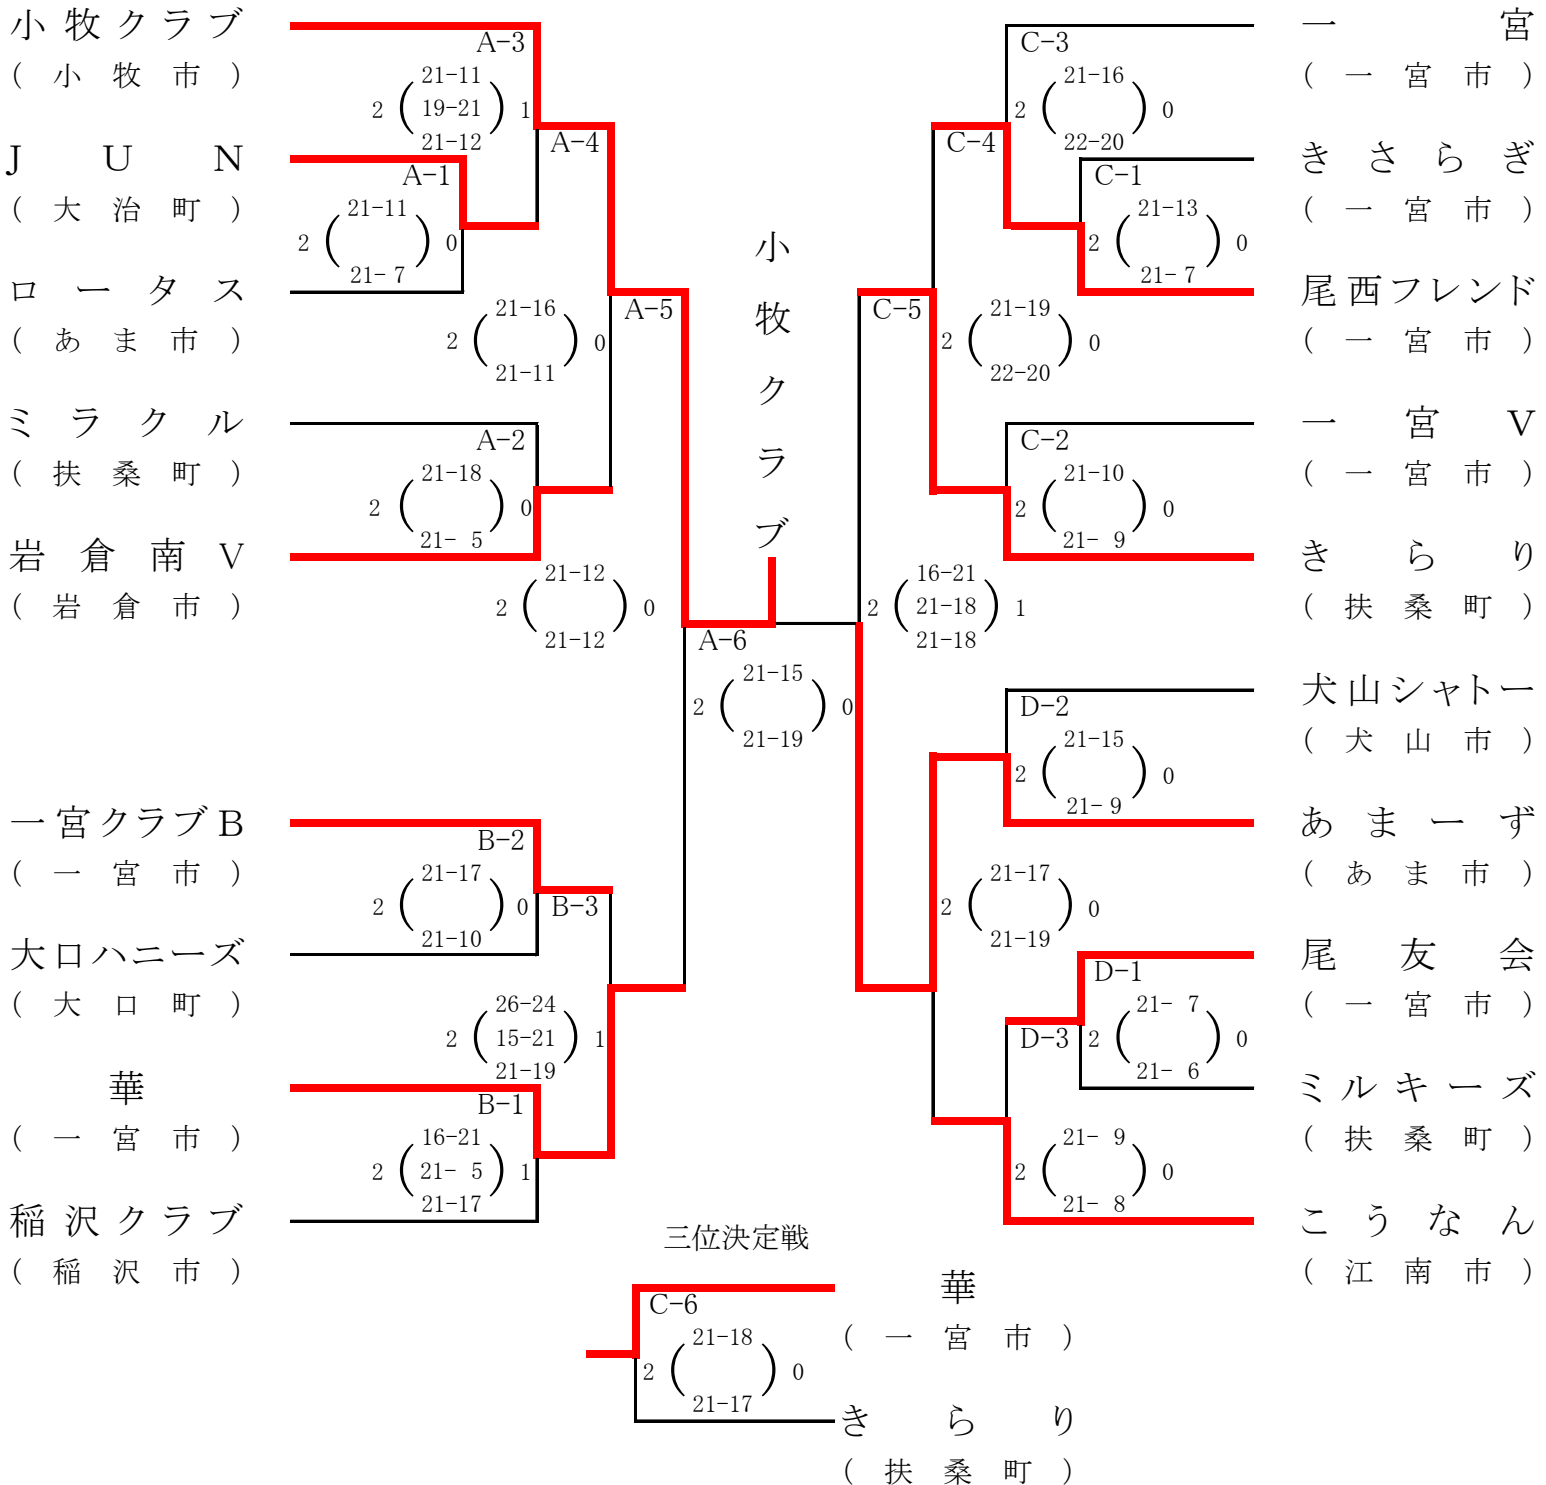 小牧クラブ
(小牧市)
JUN
(大治町)
ロータス
(あま市)
ミラクル
(扶桑町)
岩倉南V
(岩倉市)
一宮クラブB
(一宮市)
大口ハニーズ
(大口町)
華
(一宮市)
稲沢クラブ
(稲沢市)
A-3
21-11
2 ( 19-21 ) 1
21-12
A-1
21-11
2 ( ) 0
21- 7
A-4
21-16
2 ( ) 0
21-11
A-2
21-18
2 ( ) 0
21- 5
A-5
21-12
2 ( ) 0
21-12
B-2
21-17
2 ( ) 0
21-10
B-3
26-24
2 ( 15-21 ) 1
21-19
B-1
16-21
2 ( 21- 5 ) 1
21-17
小牧クラブ
A-6
21-15
2 ( ) 0
21-19
C-3
21-16
2 ( ) 0
22-20
C-4
21-19
2 ( ) 0
22-20
C-1
21-13
2 ( ) 0
21- 7
C-5
16-21
2 ( 21-18 ) 1
21-18
C-2
21-10
2 ( ) 0
21- 9
D-2
21-15
2 ( ) 0
21- 9
21-17
2 ( ) 0
21-19
D-1
21- 7
2 ( ) 0
21- 6
D-3
21- 9
2 ( ) 0
21- 8
一宮
(一宮市)
きさらぎ
(一宮市)
尾西フレンド
(一宮市)
一宮V
(一宮市)
きらり
(扶桑町)
犬山シャトー
(犬山市)
あまーず
(あま市)
尾友会
(一宮市)
ミルキーズ
(扶桑町)
こうなん
(江南市)
三位決定戦
C-6
21-18
2 ( ) 0
21-17
華
(一宮市)
きらり
(扶桑町)